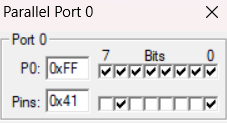 Parallel Port 0
Port 0
7 Bits 0
P0: 0xFF
Pins: 0x41